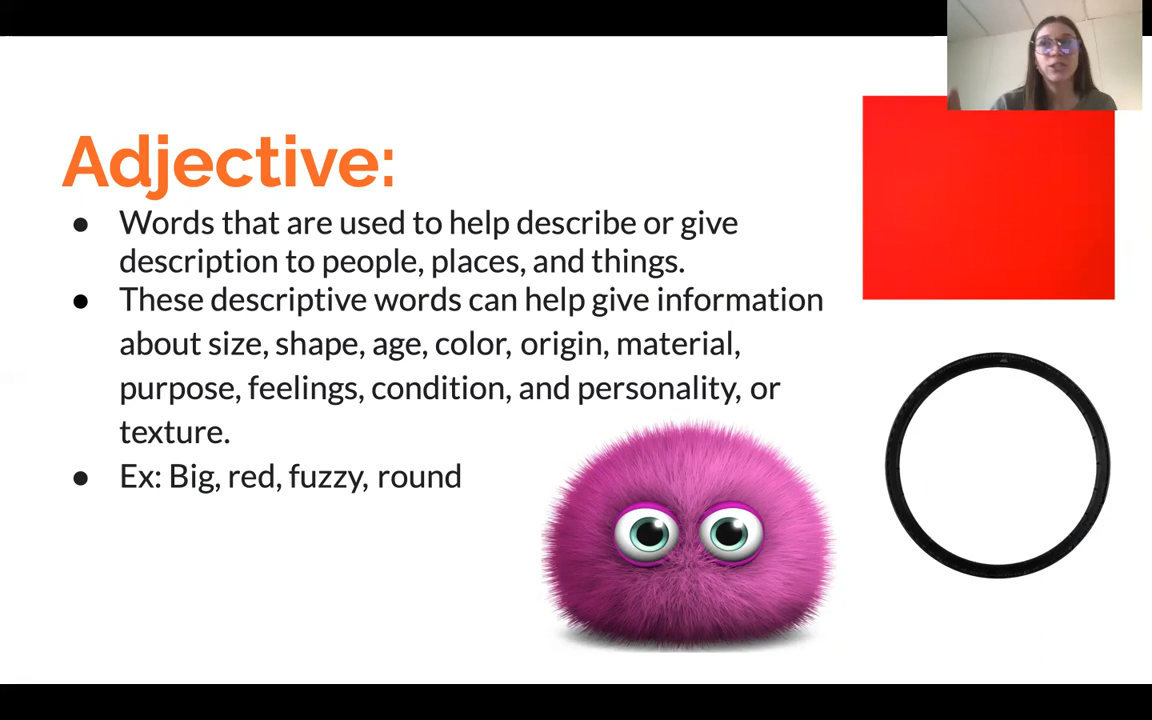 Adjective:
● Words that are used to help describe or give
description to people, places, and things.
● These descriptive words can help give information
about size, shape, age, color, origin, material,
purpose, feelings, condition, and personality, or
texture.
● Ex: Big, red, fuzzy, round